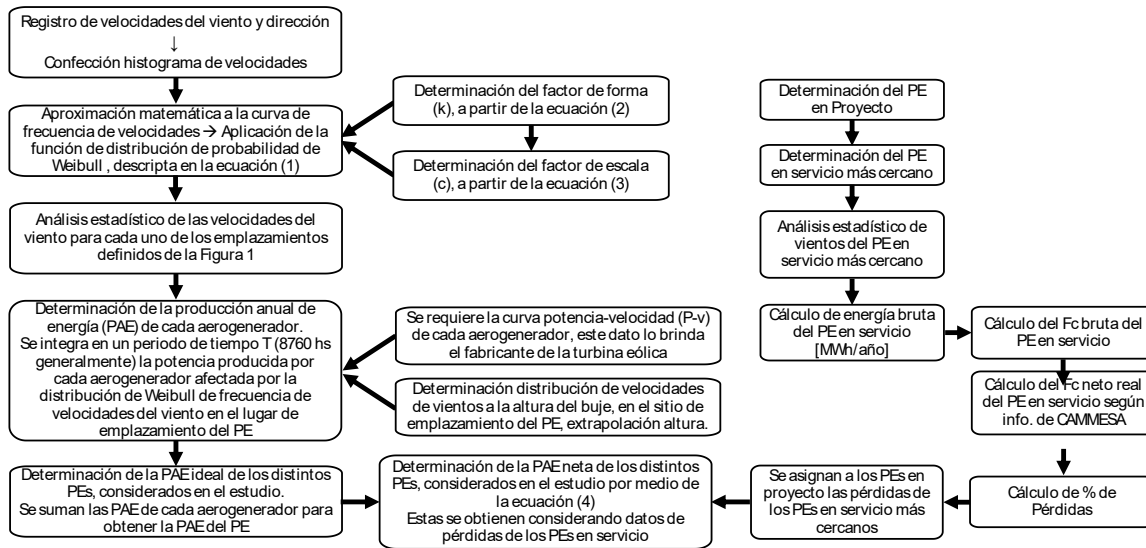 Registro de velocidades del viento y dirección
↓
Confección histograma de velocidades
Aproximación matemática a la curva de
frecuencia de velocidades → Aplicación de la
función de distribución de probabilidad de
Weibull , descripta en la ecuación (1)
Análisis estadístico de las velocidades del
viento para cada uno de los emplazamientos
definidos de la Figura 1
Determinación de la producción anual de
energía (PAE) de cada aerogenerador.
Se integra en un periodo de tiempo T (8760 hs
generalmente) la potencia producida por
cada aerogenerador afectada por la
distribución de Weibull de frecuencia de
velocidades del viento en el lugar de
emplazamiento del PE
Determinación de la PAE ideal de los distintos
PEs, considerados en el estudio.
Se suman las PAE de cada aerogenerador para
obtener la PAE del PE
Determinación del factor de forma
(k), a partir de la ecuación (2)
Determinación del factor de escala
(c), a partir de la ecuación (3)
Se requiere la curva potencia-velocidad (P-v)
de cada aerogenerador, este dato lo brinda
el fabricante de la turbina eólica
Determinación distribución de velocidades
de vientos a la altura del buje, en el sitio de
emplazamiento del PE, extrapolación altura.
Determinación de la PAE neta de los distintos
PEs, considerados en el estudio por medio de
la ecuación (4)
Estas se obtienen considerando datos de
pérdidas de los PEs en servicio
Determinación del PE
en Proyecto
Determinación del PE
en servicio más cercano
Análisis estadístico de
vientos del PE en
servicio más cercano
Cálculo de energía bruta
del PE en servicio
[MWh/año]
Cálculo del Fc bruta del
PE en servicio
Cálculo del Fc neto real
del PE en servicio según
info. de CAMMESA
Cálculo de % de
Pérdidas
Se asignan a los PEs en
proyecto las pérdidas de
los PEs en servicio más
cercanos